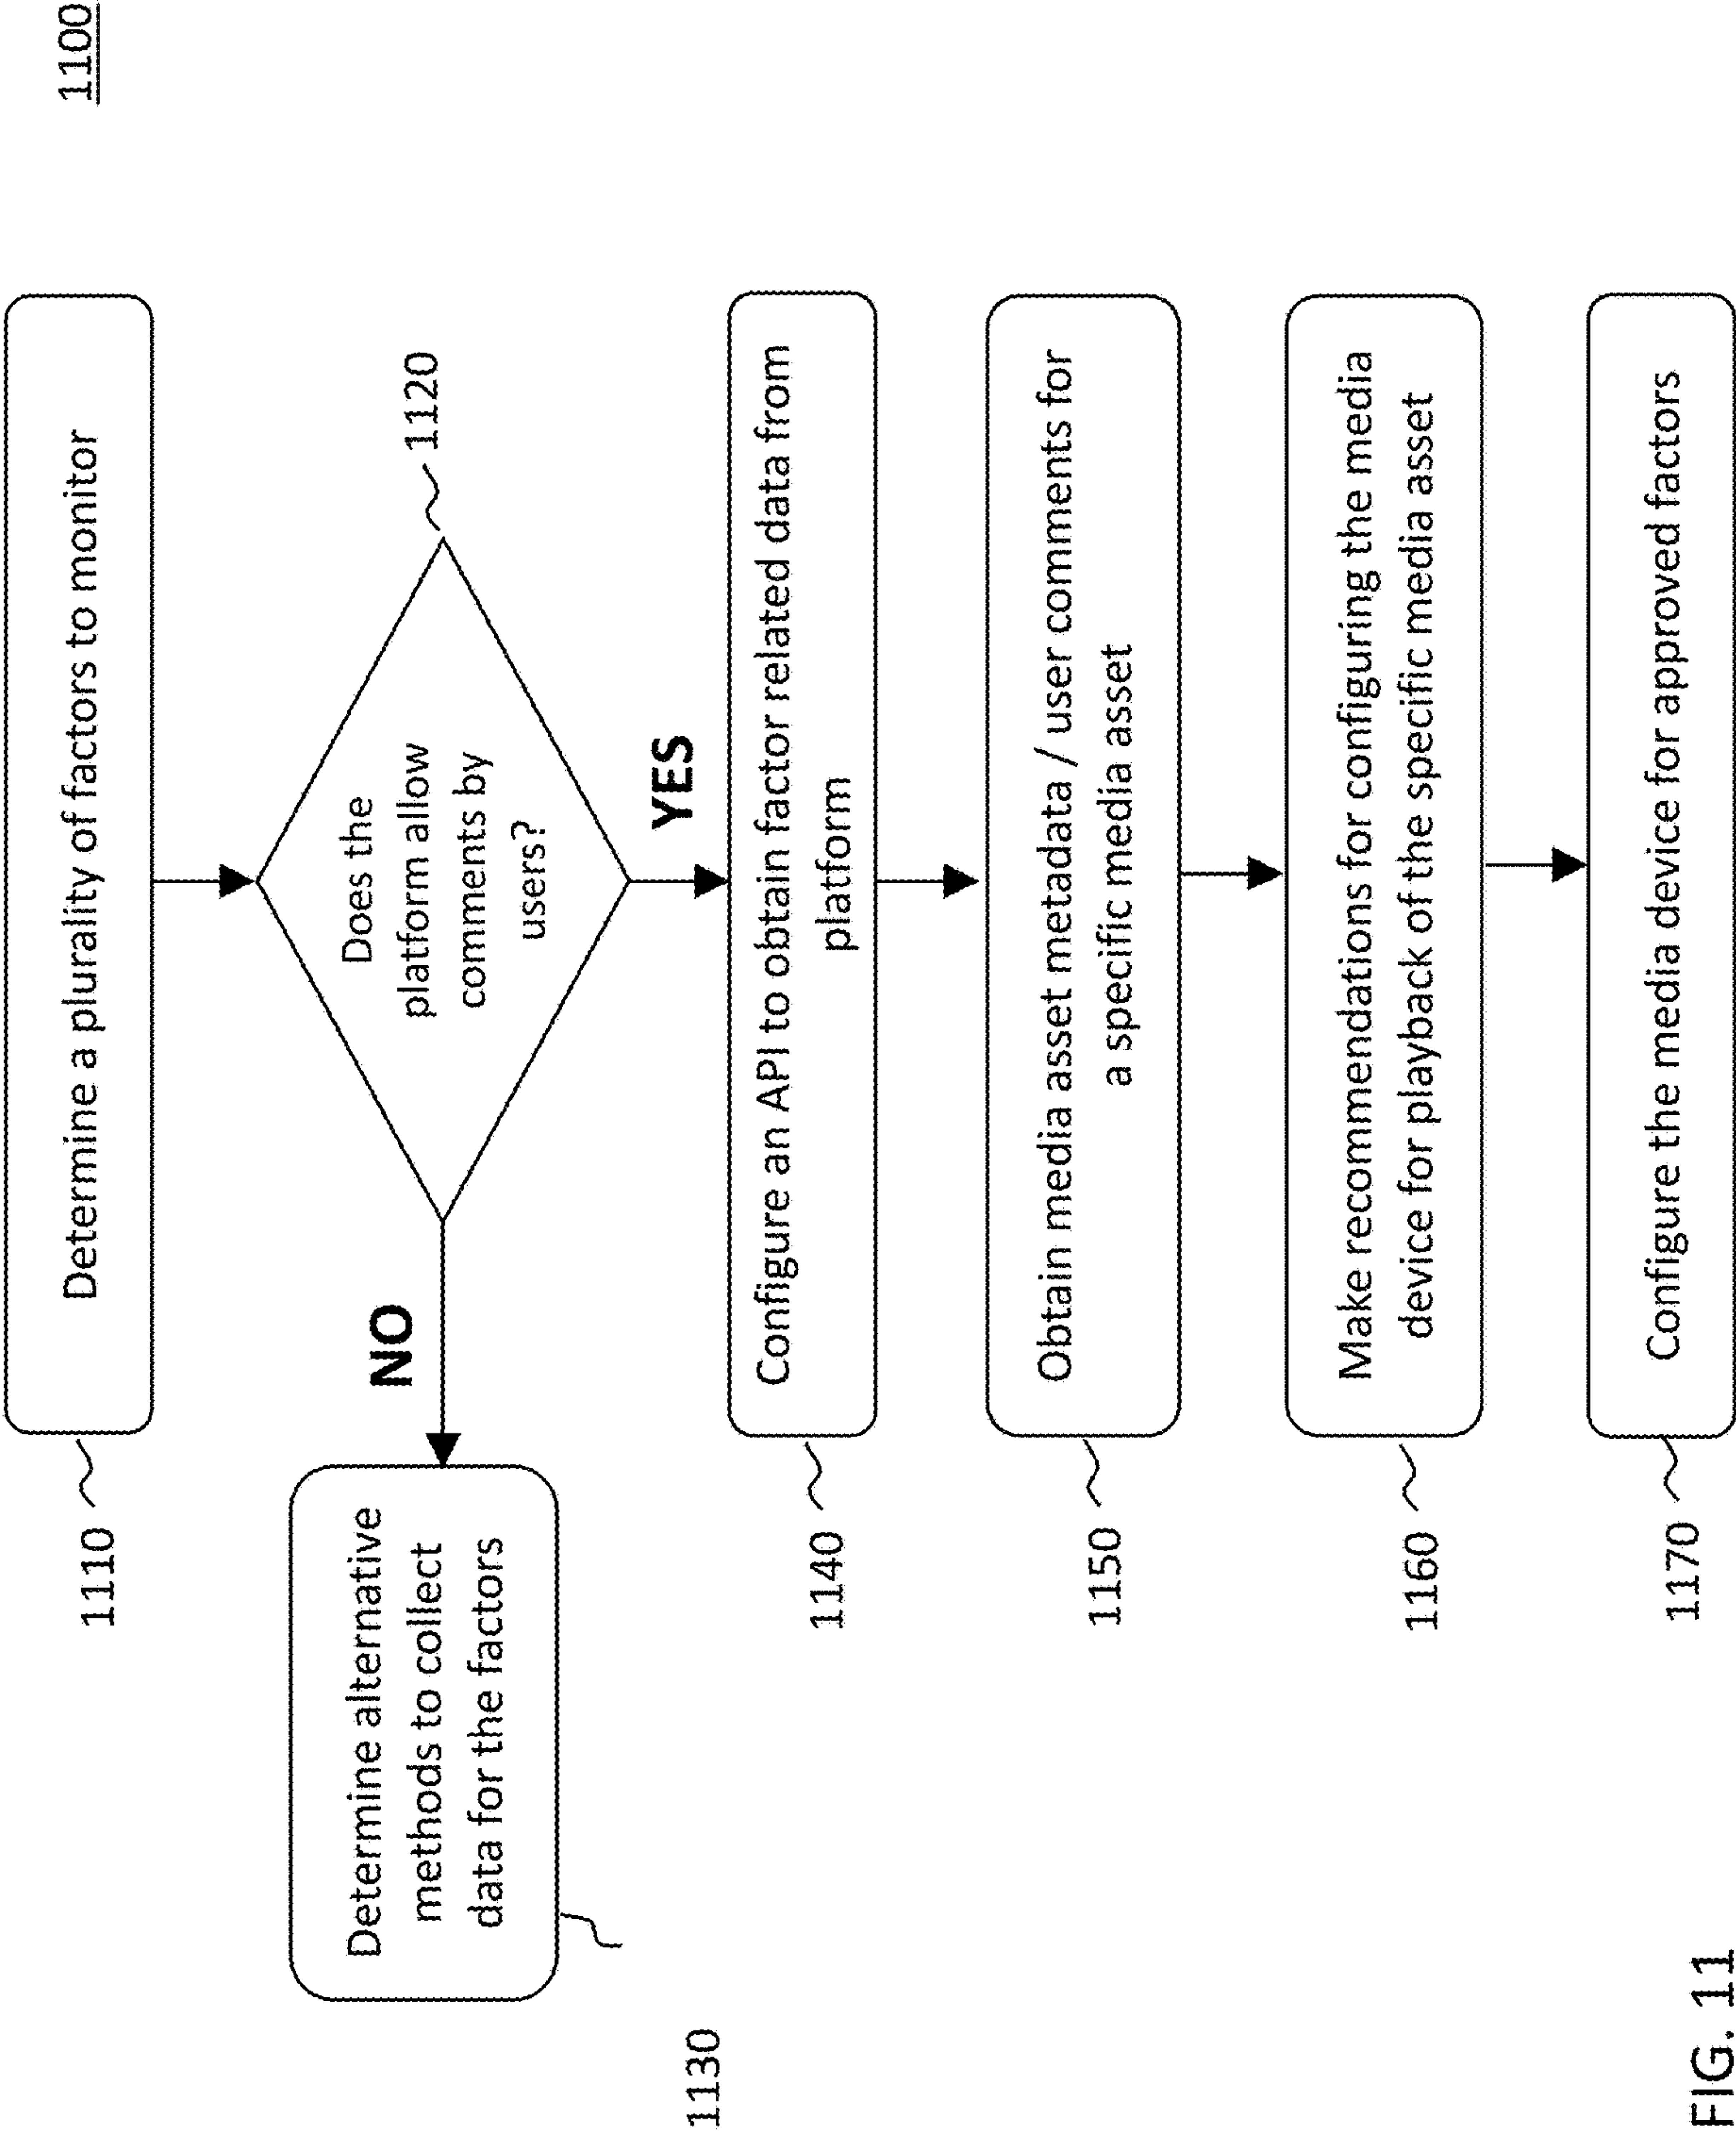 1100
1110
Determine a plurality of factors to monitor
1120
Does the
platform allow
comments by
users?
NO
YES
Determine alternative
methods to collect
data for the factors
1130
1140
Configure an API to obtain factor related data from
platform
1150
Obtain media asset metadata / user comments for
a specific media asset
1160
Make recommendations for configuring the media
device for playback of the specific media asset
1170
Configure the media device for approved factors
FIG. 11